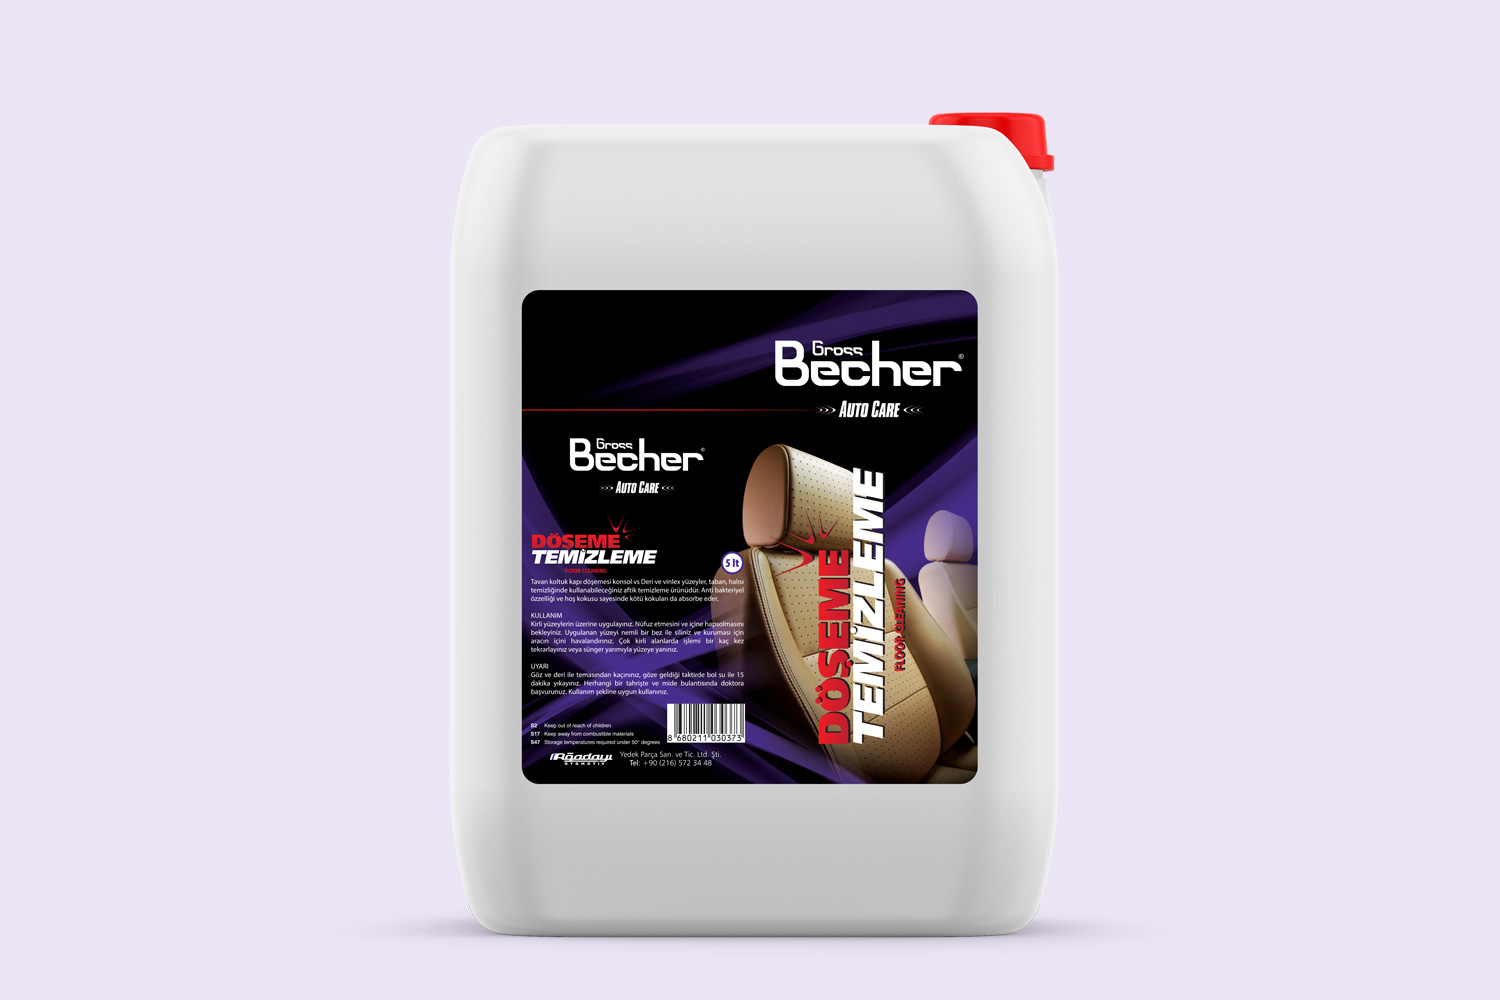 Gross
Becher®
AUTO CARE
Gross
Becher®
AUTO CARE
DÖŞEME
TEMİZLEME
FLOOR CLEANING
5 lt
Tavan koltuk kapı döşemesi konsol vs Deri ve vinlex yüzeyler, taban, halısı
temizliğinde kullanabileceğiniz aftik temizleme ürünüdür. Anti bakteriyel
özzelliği ve hoş kokusu sayesinde kötü kokuları da absorbe eder.
KULLANIM
Kirli yüzeylerin üzerine uygulayınız. Nüfuz etmesini ve içine hapsolmasını
bekleyiniz. Uygulanan yüzeyi nemli bir bez ile siliniz ve kuruması için
aracın içini havalandırınız. Çok kirli alanlarda işlemi bir kaç kez
tekrarlayınız veya sünger yarımıyla yüzeye yanınız.
UYARI
Göz ve deri ile temasından kaçınınız, göze geldiği taktirde bol su ile 15
dakika yıkayınız. Herhangi bir tahrişte ve mide bulantısında doktora
başvurunuz. Kullanım şekline uygun kullanınız.
S2 Keep out of reach of children
S17 Keep away from combustible materials
S47 Storage temperatures required under 50° degrees
8 680211 030373
Ağadayı
OTOMOTİV
Yedek Parça San. ve Tic. Ltd. Şti.
Tel: +90 (216) 572 34 48
DÖŞEME
TEMİZLEME
FLOOR CLEANING